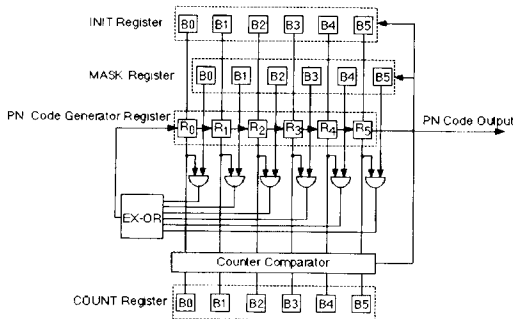 INIT Register B0 B1 B2 B3 B4 B5
MASK Register B0 B1 B2 B3 B4 B5
PN Code Generator Register R0 R1 R2 R3 R4 R5 PN Code Output
EX-OR
Counter Comparator
COUNT Register B0 B1 B2 B3 B4 B5